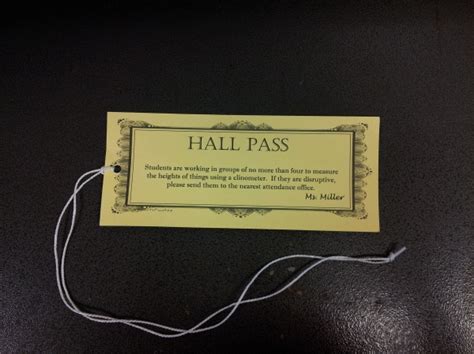 HALL PASS
Students are working in groups of no more than four to measure
the heights of things using a clinometer. If they are disruptive,
please send them to the nearest attendance office.
Ms. Miller